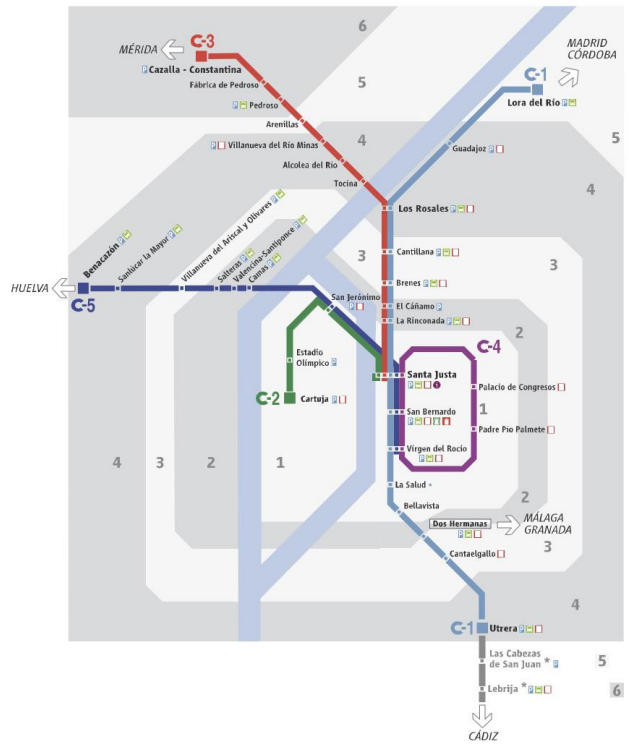 6
C-3
MÉRIDA
MADRID
CÓRDOBA
Cazalla - Constantina
C-1
5
Fábrica de Pedroso
Lora del Río
Pedroso
Arenillas
5
4
Villanueva del Río Minas
Guadajoz
Alcolea del Río
Tocina
4
Los Rosales
Benacazón
Sanlúcar la Mayor
Villanueva del Ariscal y Olivares
Salteras
Valencina-Santiponce
Camas
3
Cantillana
3
HUELVA
C-5
Brenes
San Jerónimo
El Cáñamo
La Rinconada
2
C-4
Estadio
Olímpico
Santa Justa
Palacio de Congresos
C-2
Cartuja
San Bernardo
1
Padre Pio Palmete
Virgen del Rocío
4
3
2
1
La Salud *
2
Bellavista
Dos Hermanas
MÁLAGA
GRANADA
3
Cantaelgallo
4
C-1
Utrera
Las Cabezas
de San Juan *
5
Lebrija *
6
CÁDIZ